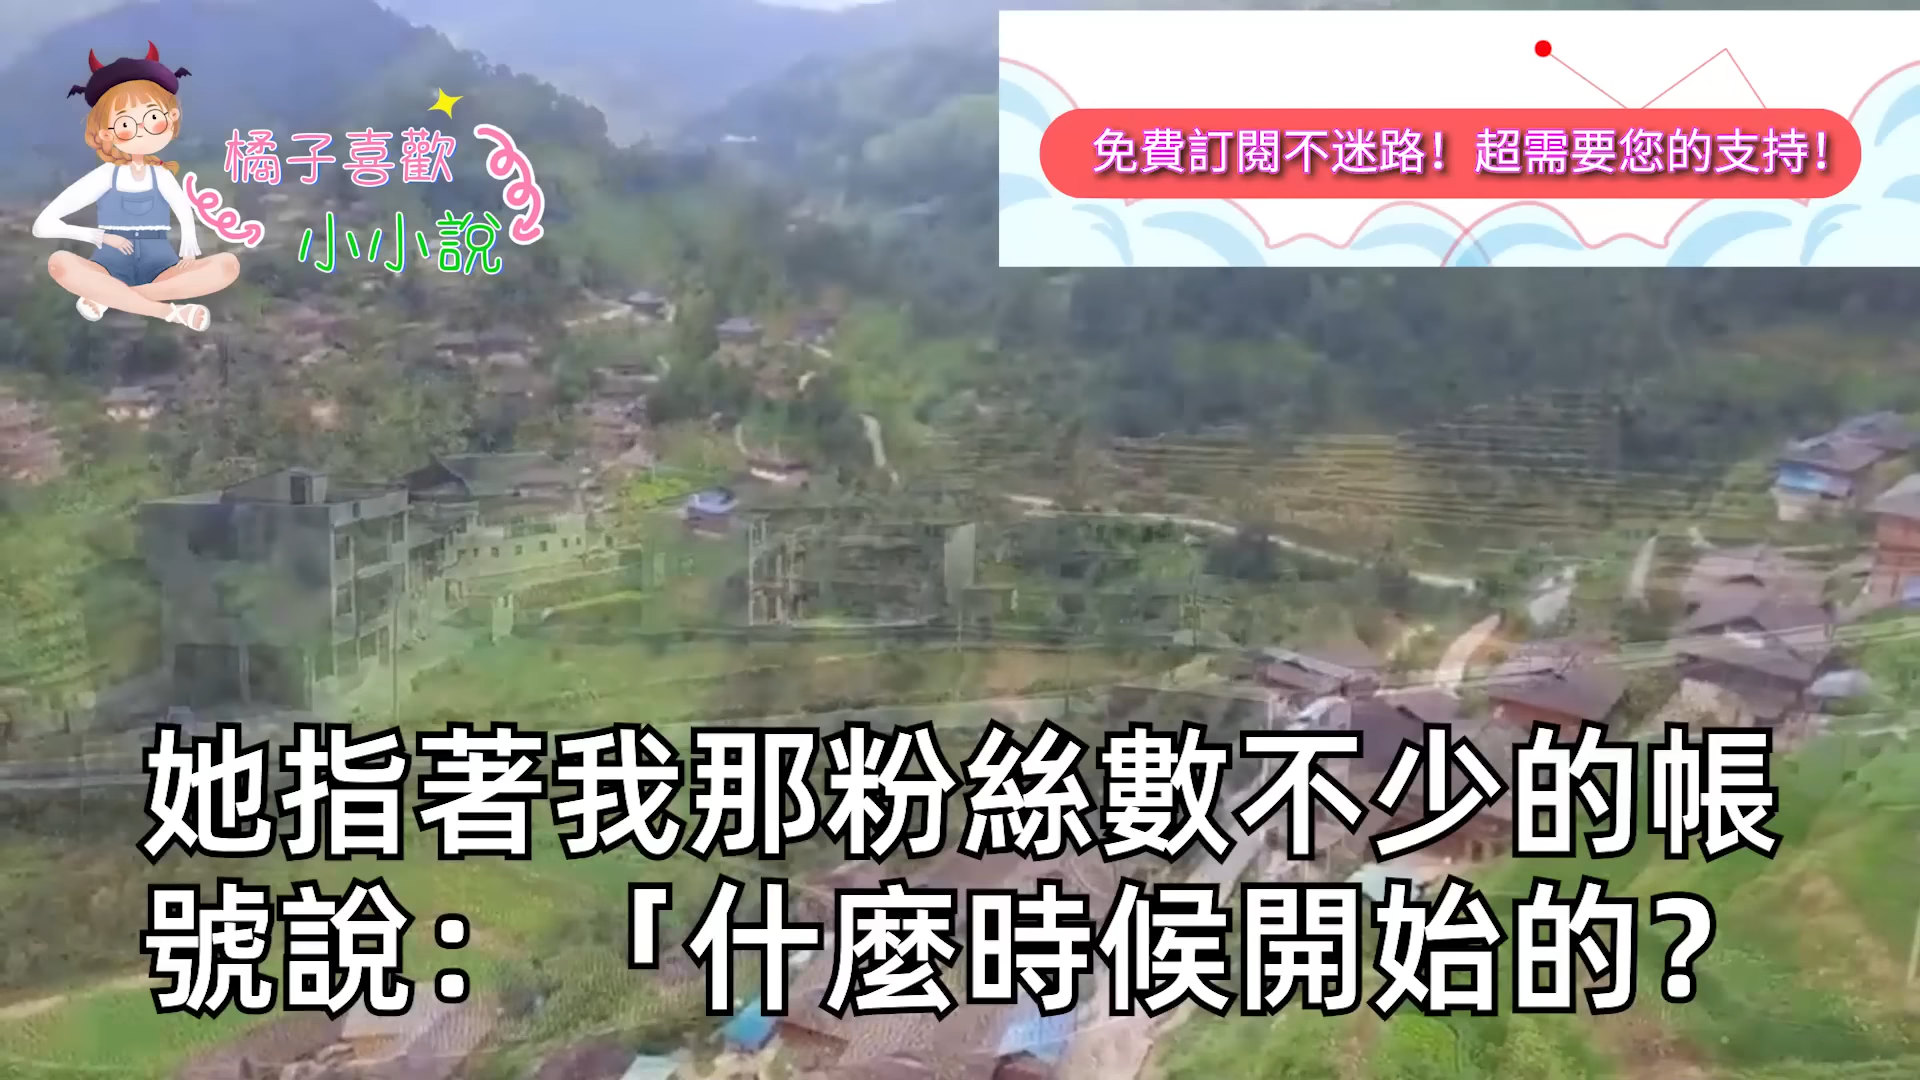 橘子喜歡
小小說
免費訂閱不迷路！超需要您的支持！
她指著我那粉絲數不少的帳
號說：「什麼時候開始的？